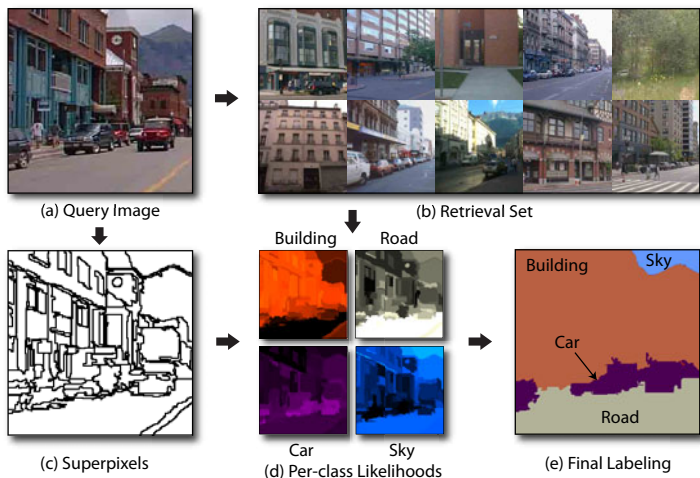 (a) Query Image
(b) Retrieval Set
Building
Road
Car
Sky
(c) Superpixels
(d) Per-class Likelihoods
Building
Sky
Car
Road
(e) Final Labeling